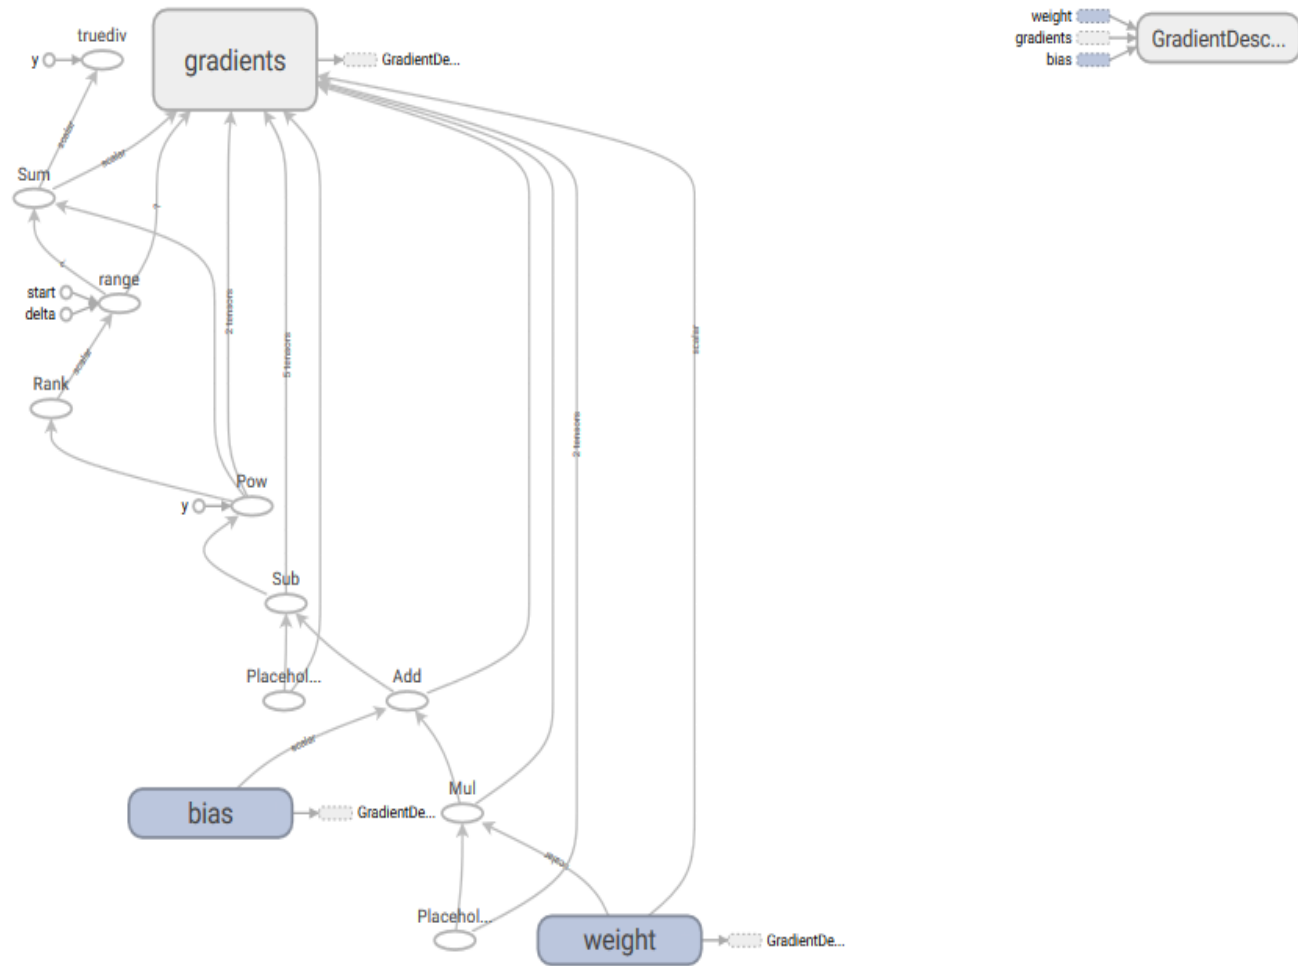 truediv
y
gradients
GradientDe...
weight
gradients
bias
GradientDesc...
scalar
scalar
Sum
?
?
range
start
delta
2 tensors
5 tensors
scalar
scalar
Rank
2 tensors
Pow
y
Sub
Placehol...
Add
scalar
Mul
bias
GradientDe...
scalar
Placehol...
weight
GradientDe...